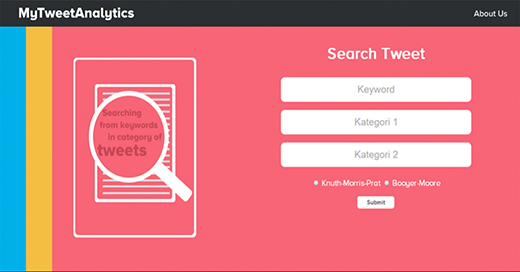 MyTweetAnalytics
About Us
Search Tweet
Searching
from keywords
in category of
tweets
Keyword
Kategori 1
Kategori 2
Knuth-Morris-Prat Booyer-Moore
Submit